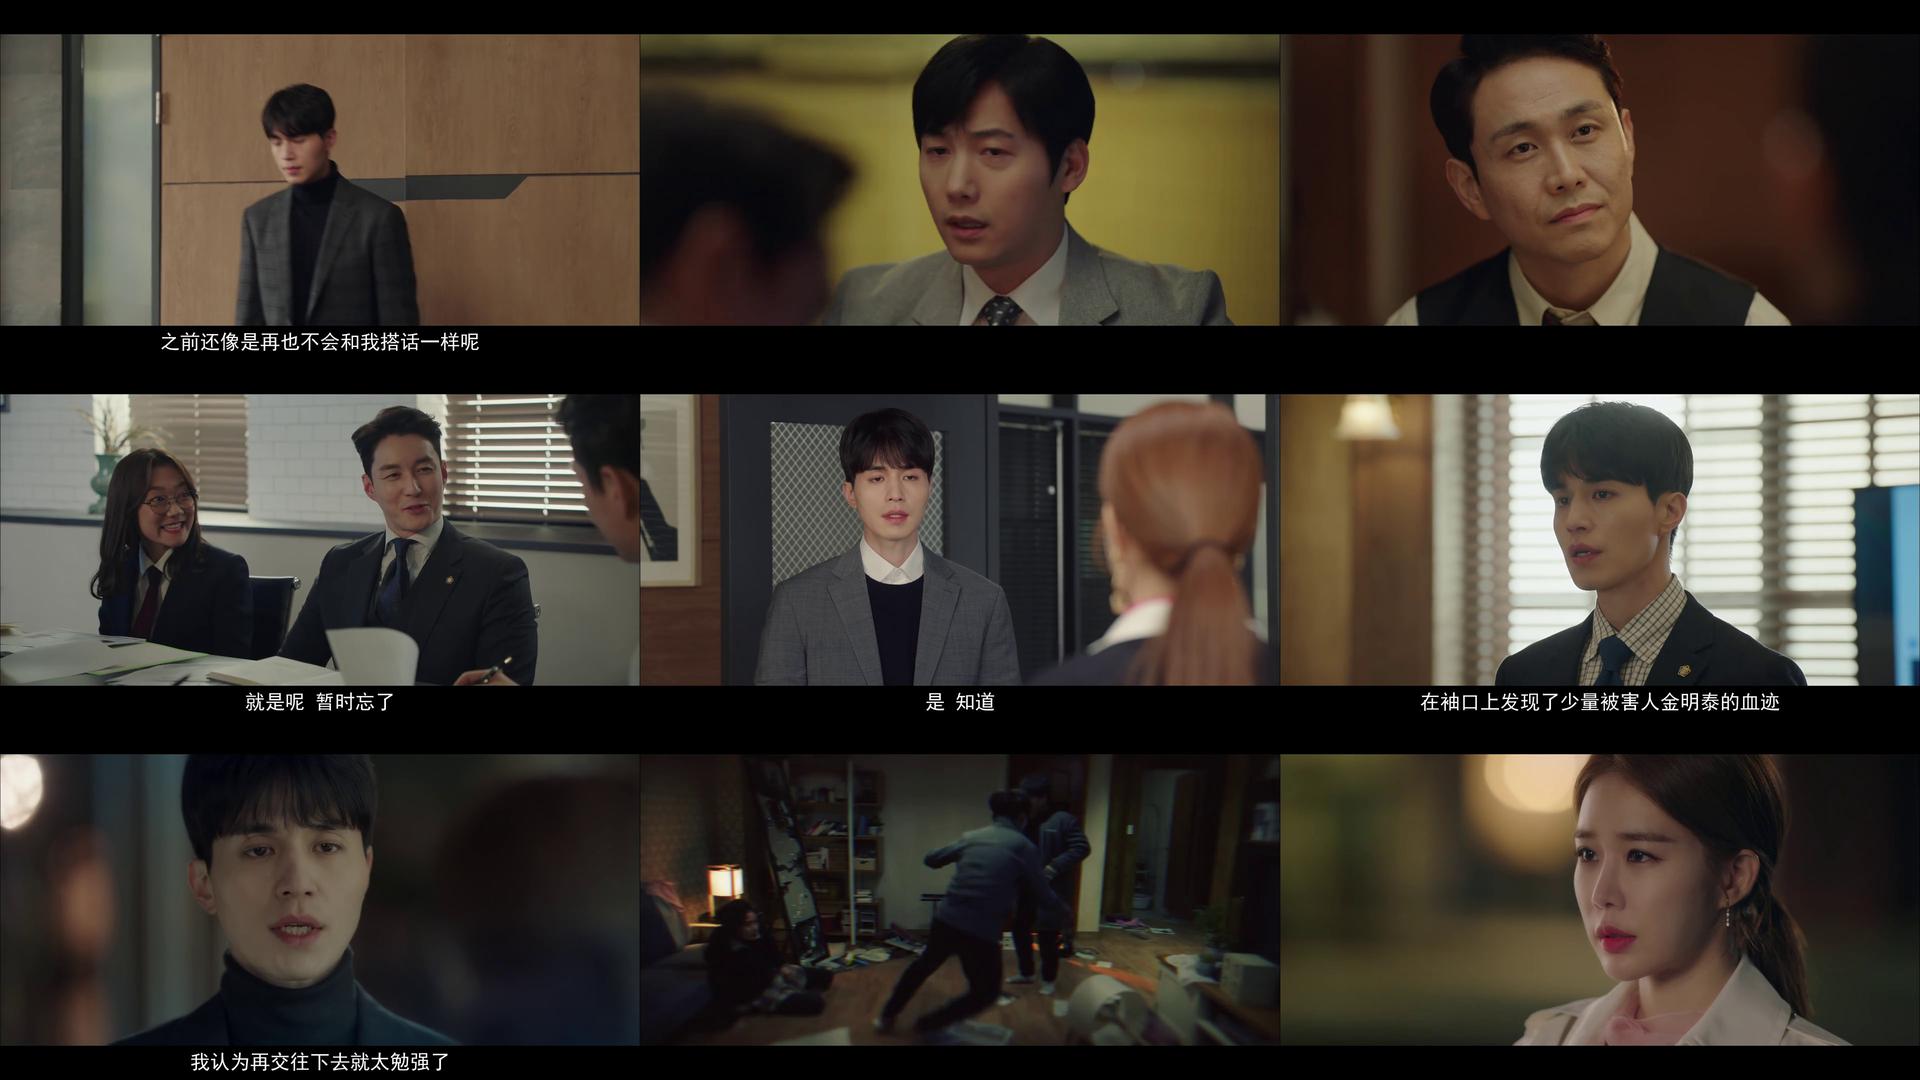 之前还像是再也不会和我搭话一样呢
就是呢 暂时忘了
是 知道
在袖口上发现了少量被害人金明泰的血迹
我认为再交往下去就太勉强了